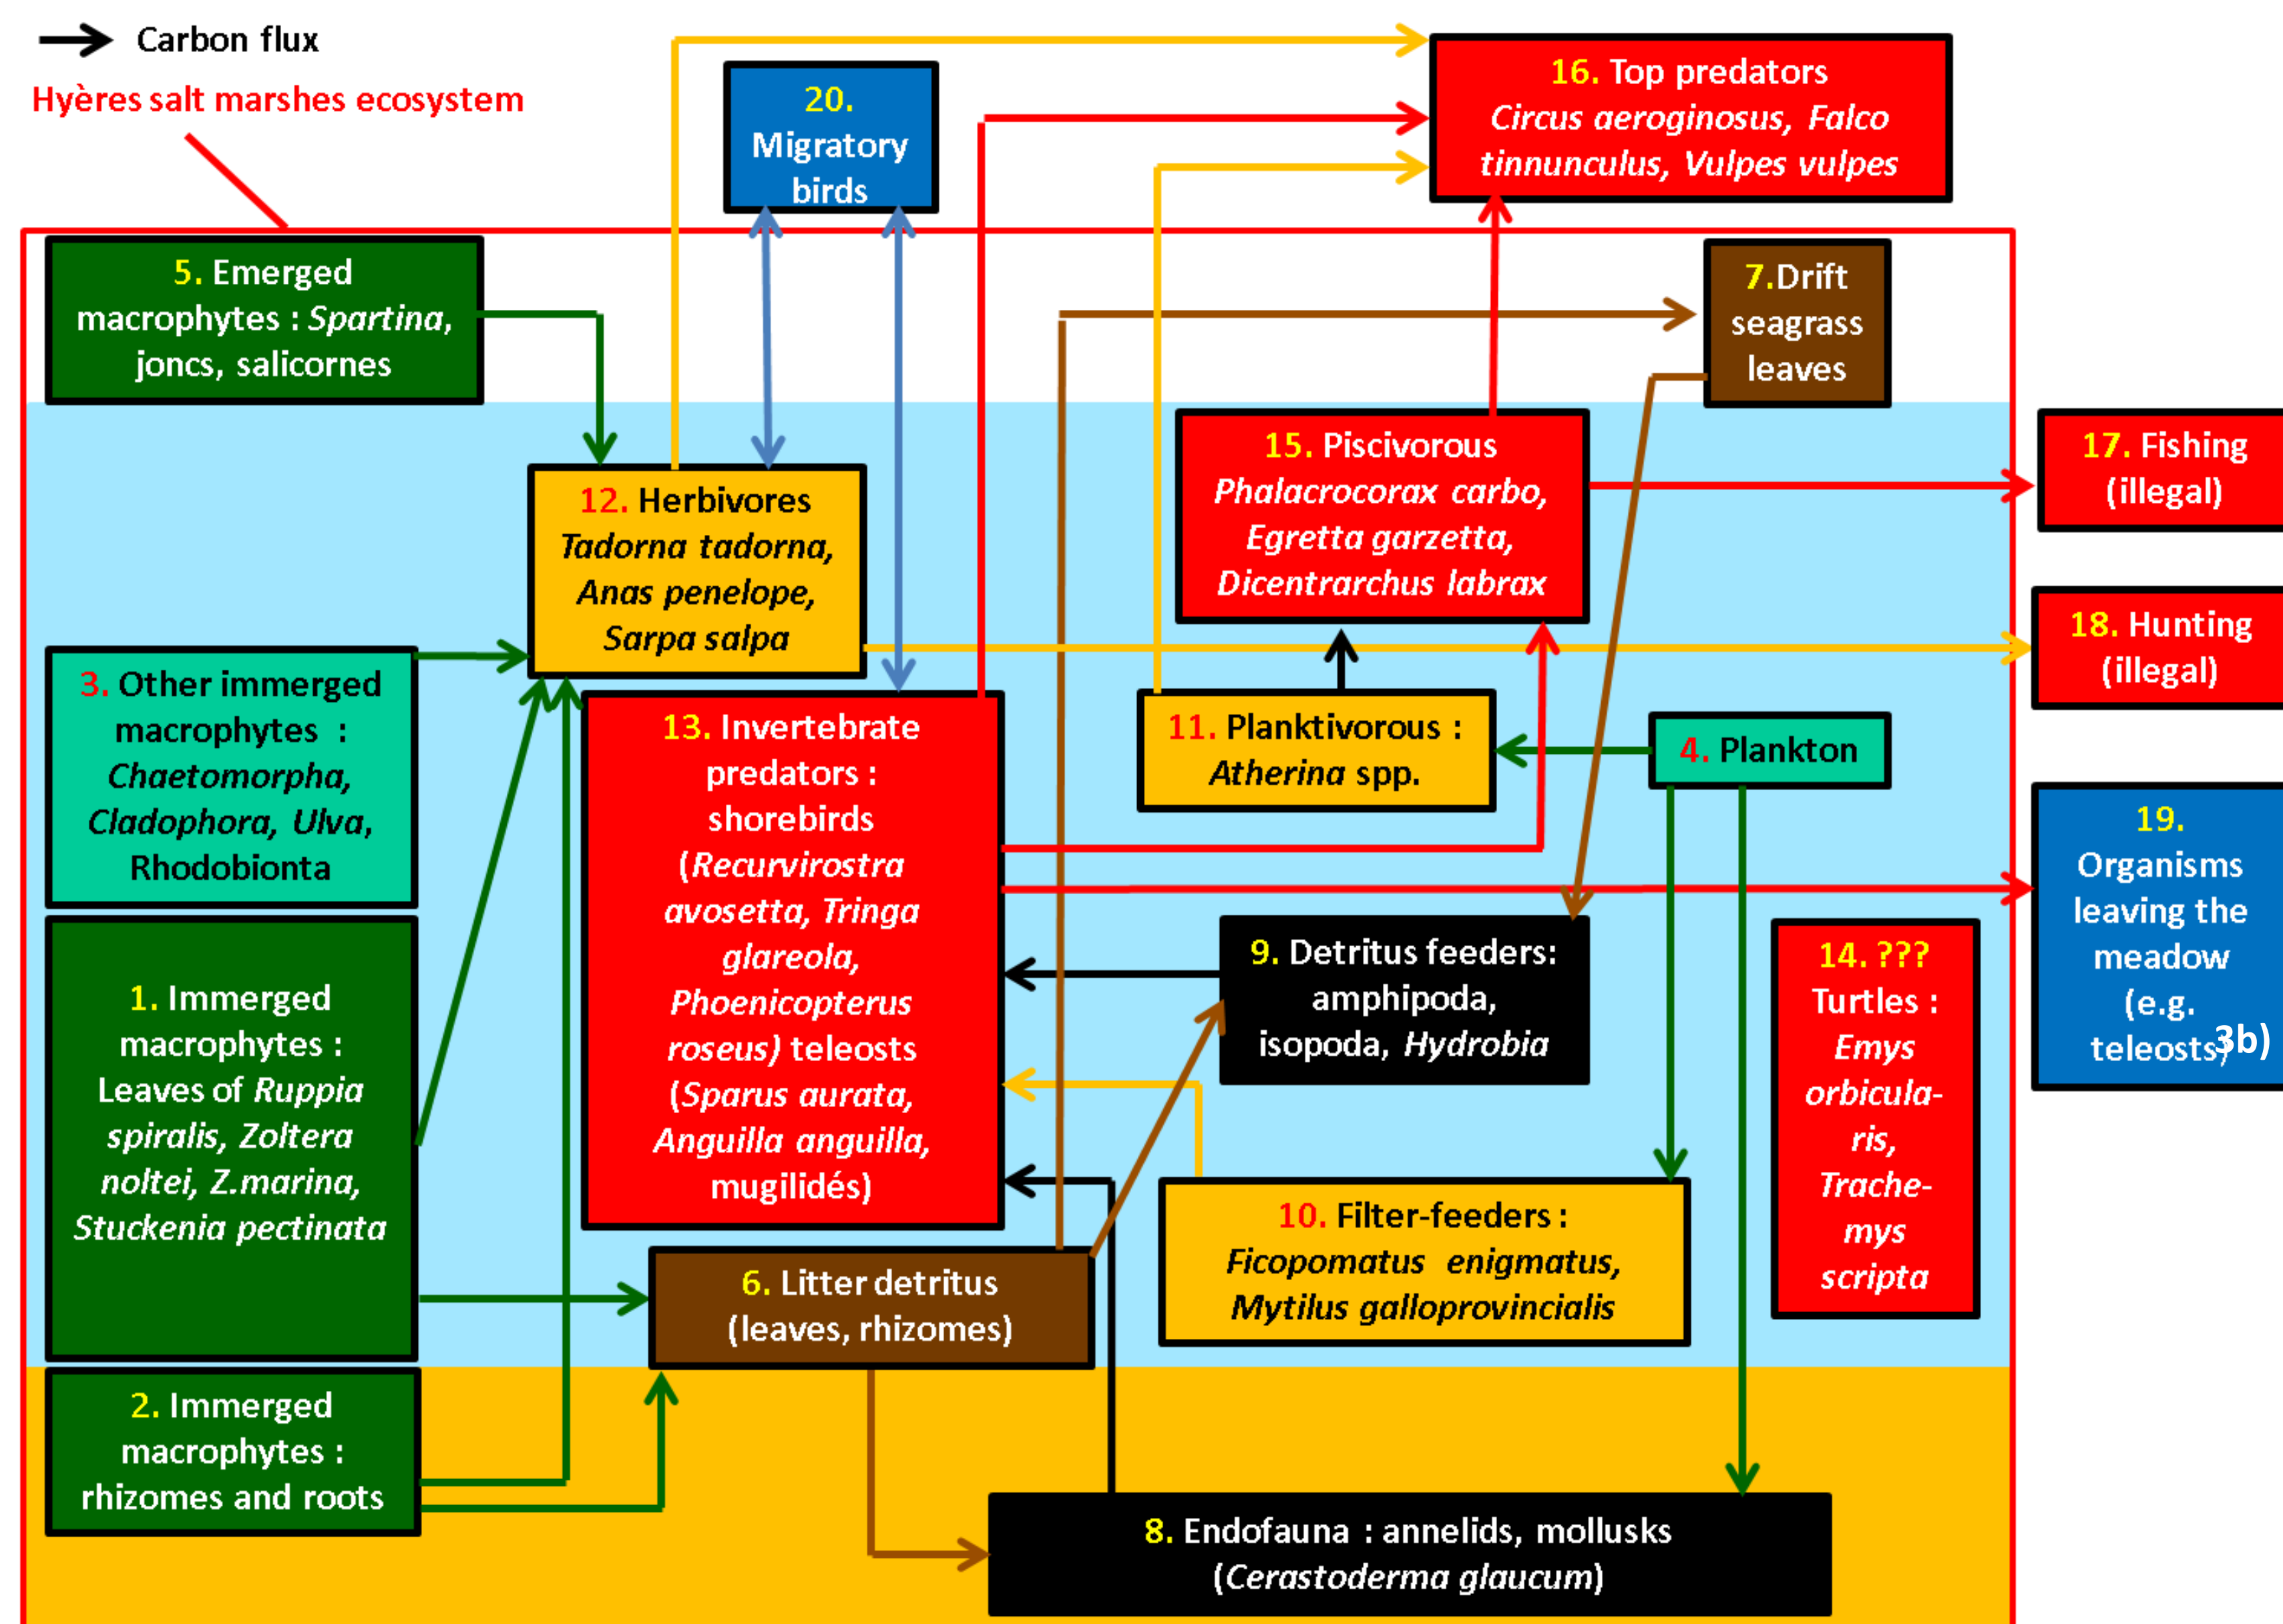 Carbon flux
Hyères salt marshes ecosystem
20.
Migratory
birds
16. Top predators
Circus aeroginosus, Falco
tinnunculus, Vulpes vulpes
5. Emerged
macrophytes : Spartina,
joncs, salicornes
7.Drift
seagrass
leaves
12. Herbivores
Tadorna tadorna,
Anas penelope,
Sarpa salpa
15. Piscivorous
Phalacrocorax carbo,
Egretta garzetta,
Dicentrarchus labrax
17. Fishing
(illegal)
18. Hunting
(illegal)
3. Other immerged
macrophytes :
Chaetomorpha,
Cladophora, Ulva,
Rhodobionta
13. Invertebrate
predators :
shorebirds
(Recurvirostra
avosetta, Tringa
glareola,
Phoenicopterus
roseus) teleosts
(Sparus aurata,
Anguilla anguilla,
mugilidés)
11. Planktivorous :
Atherina spp.
4. Plankton
19.
Organisms
leaving the
meadow
(e.g.
teleosts)
3b)
1. Immerged
macrophytes :
Leaves of Ruppia
spiralis, Zoltera
noltei, Z.marina,
Stuckenia pectinata
9. Detritus feeders:
amphipoda,
isopoda, Hydrobia
14. ???
Turtles :
Emys
orbicula-
ris,
Trache-
mys
scripta
10. Filter-feeders :
Ficopomatus enigmatus,
Mytilus galloprovincialis
6. Litter detritus
(leaves, rhizomes)
2. Immerged
macrophytes :
rhizomes and roots
8. Endofauna : annelids, mollusks
(Cerastoderma glaucum)